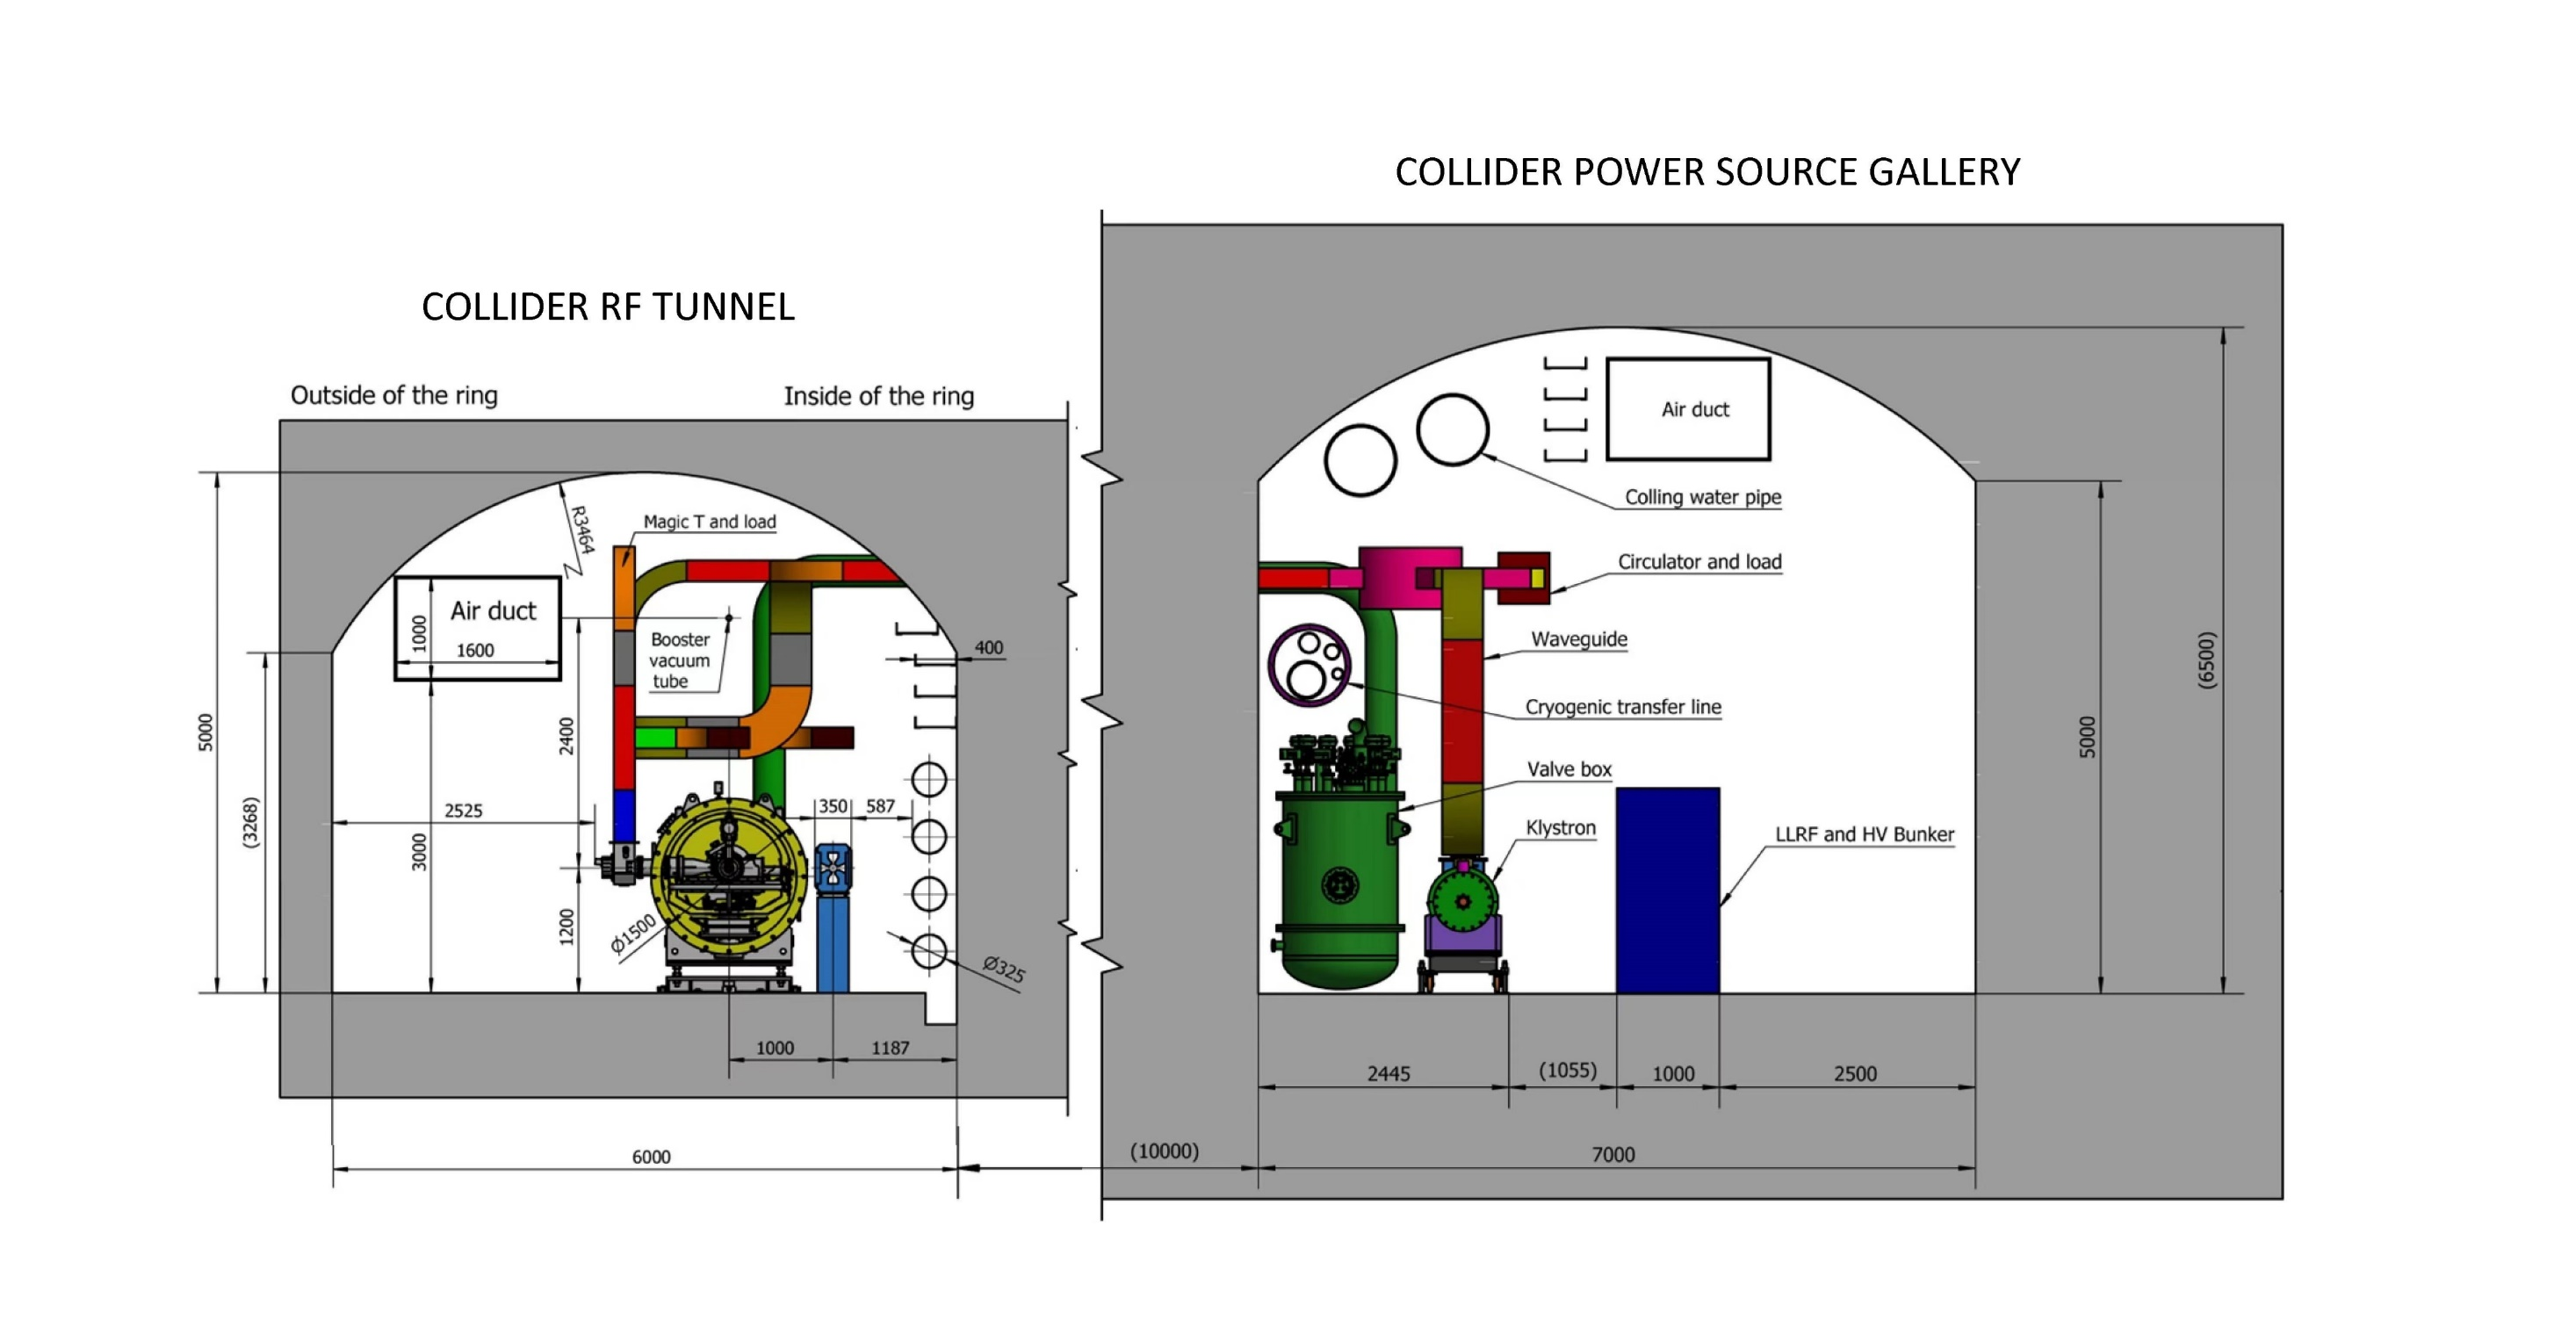 COLLIDER POWER SOURCE GALLERY
COLLIDER RF TUNNEL
Outside of the ring
Inside of the ring
R3464
Magic T and load
Air duct
1000
1600
Booster
vacuum
tube
400
5000
(3268)
2400
2525
3000
1200
350
587
Ø1500
Ø325
1000
1187
6000
(10000)
Air duct
Colling water pipe
Circulator and load
Waveguide
Cryogenic transfer line
Valve box
Klystron
LLRF and HV Bunker
(6500)
5000
2445
(1055)
1000
2500
7000